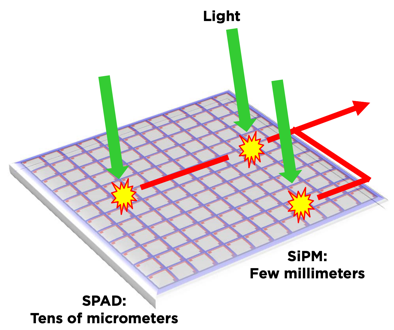 Light
SiPM:
Few millimeters
SPAD:
Tens of micrometers